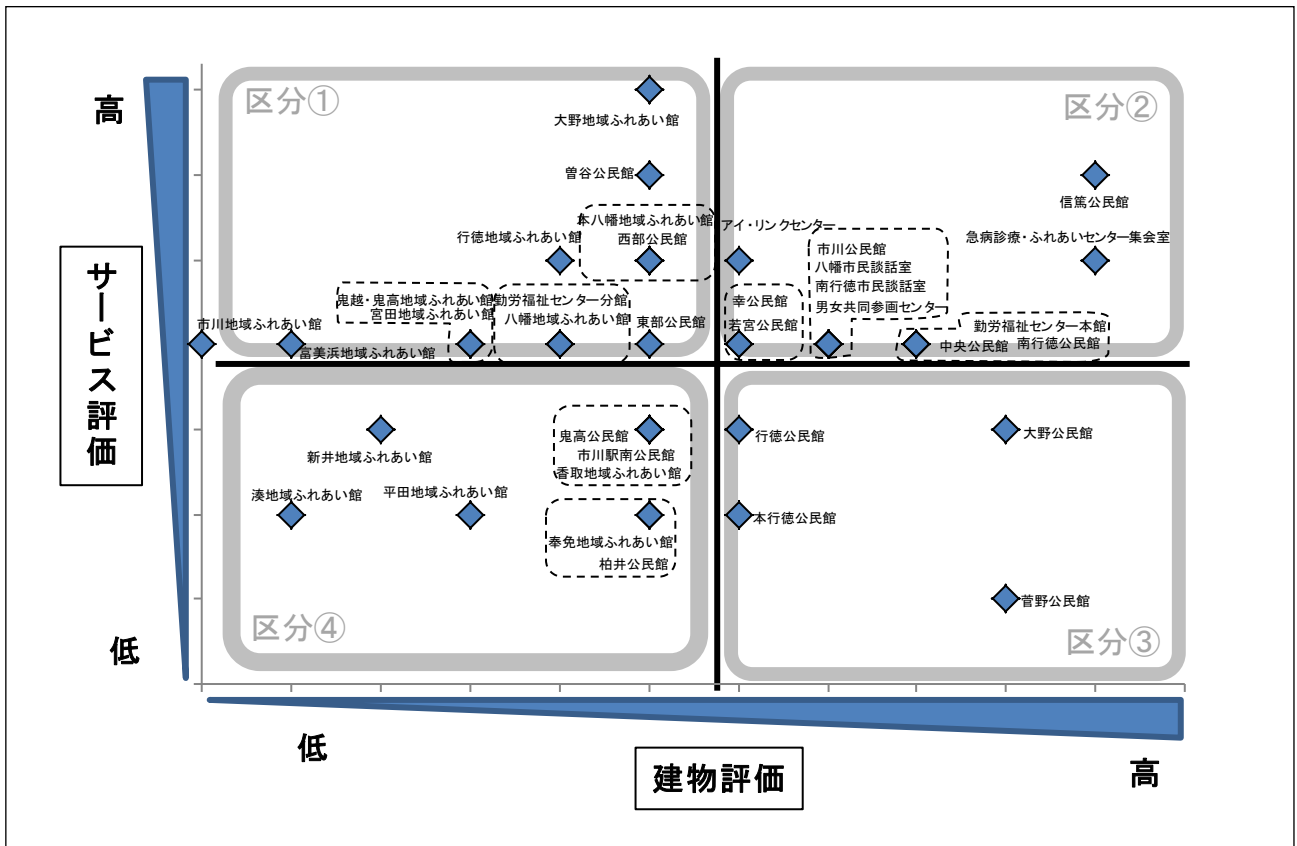 高
区分①
区分②
大野地域ふれあい館
曽谷公民館
信篤公民館
本八幡地域ふれあい館
西部公民館
行徳地域ふれあい館
アイ・リンクセンター
急病診療・ふれあいセンター集会室
市川公民館
八幡市民談話室
南行徳市民談話室
男女共同参画センター
鬼越・鬼高地域ふれあい館
宮田地域ふれあい館
勤労福祉センター分館
八幡地域ふれあい館
幸公民館
若宮公民館
市川地域ふれあい館
富美浜地域ふれあい館
東部公民館
勤労福祉センター本館
中央公民館
南行徳公民館
サービス評価
新井地域ふれあい館
鬼高公民館
市川駅南公民館
香取地域ふれあい館
行徳公民館
大野公民館
湊地域ふれあい館
平田地域ふれあい館
奉免地域ふれあい館
柏井公民館
本行徳公民館
菅野公民館
区分④
区分③
低
低
建物評価
高